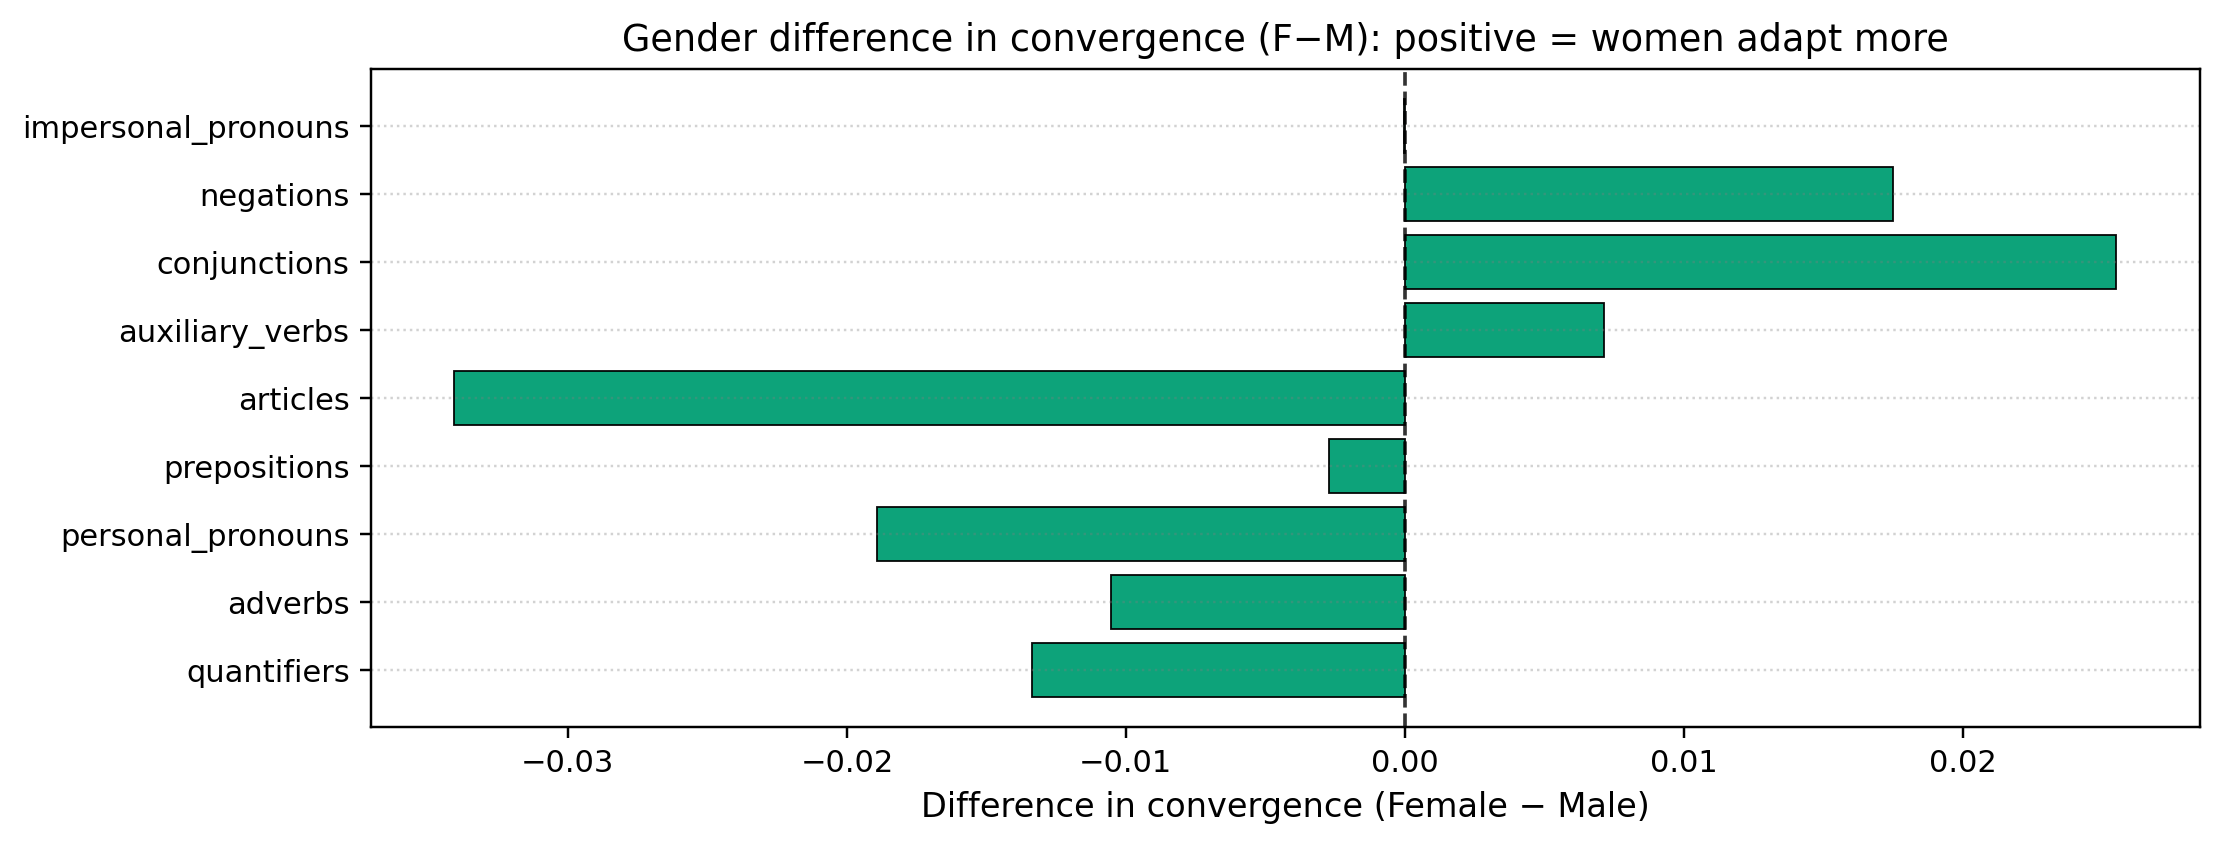 Gender difference in convergence (F−M): positive = women adapt more
impersonal_pronouns
negations
conjunctions
auxiliary_verbs
articles
prepositions
personal_pronouns
adverbs
quantifiers
−0.03 −0.02 −0.01 0.00 0.01 0.02
Difference in convergence (Female − Male)